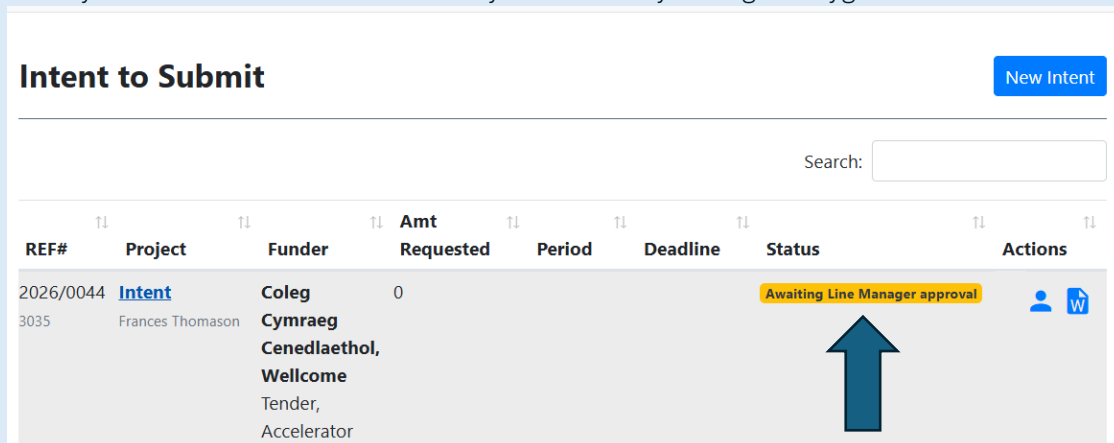 Intent to Submit
New Intent
Search:
REF# Project Funder Amt Requested Period Deadline Status Actions
2026/0044 Intent Coleg 0 Awaiting Line Manager approval
3035 Frances Thomason Cymraeg
Cenedlaethol,
Wellcome
Tender,
Accelerator
W